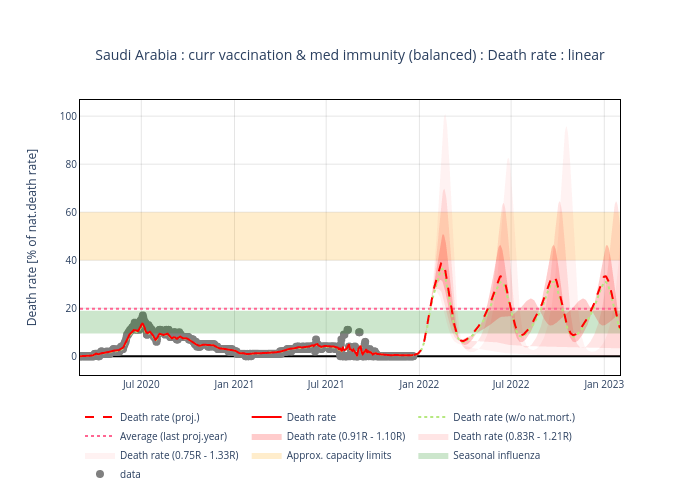 Saudi Arabia : curr vaccination & med immunity (balanced) : Death rate : linear
Death rate [% of nat.death rate]
100
80
60
40
20
0
Jul 2020 Jan 2021 Jul 2021 Jan 2022 Jul 2022 Jan 2023
Death rate (proj.) Death rate Death rate (w/o nat.mort.)
Average (last proj.year) Death rate (0.91R - 1.10R) Death rate (0.83R - 1.21R)
Death rate (0.75R - 1.33R) Approx. capacity limits Seasonal influenza
data